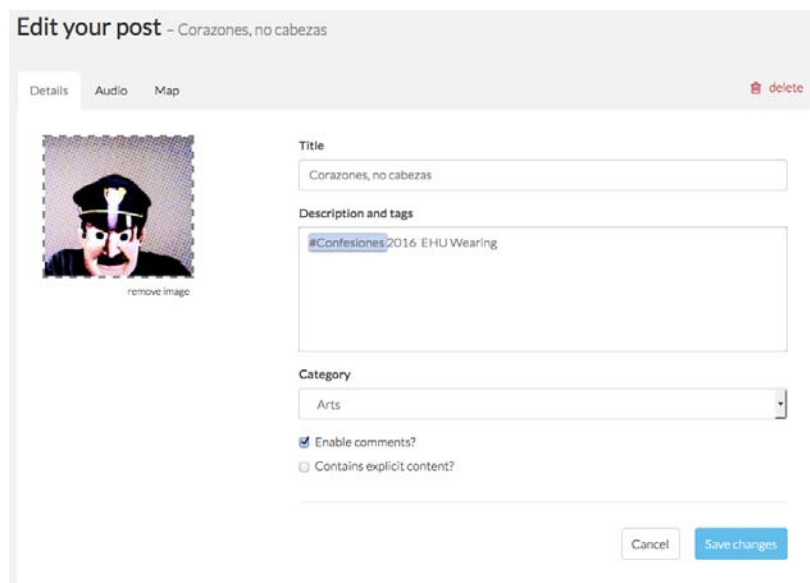 Edit your post – Corazones, no cabezas
Details Audio Map delete
remove image
Title
Corazones, no cabezas
Description and tags
#Confesiones 2016 EHU Wearing
Category
Arts
Enable comments?
Contains explicit content?
Cancel Save changes